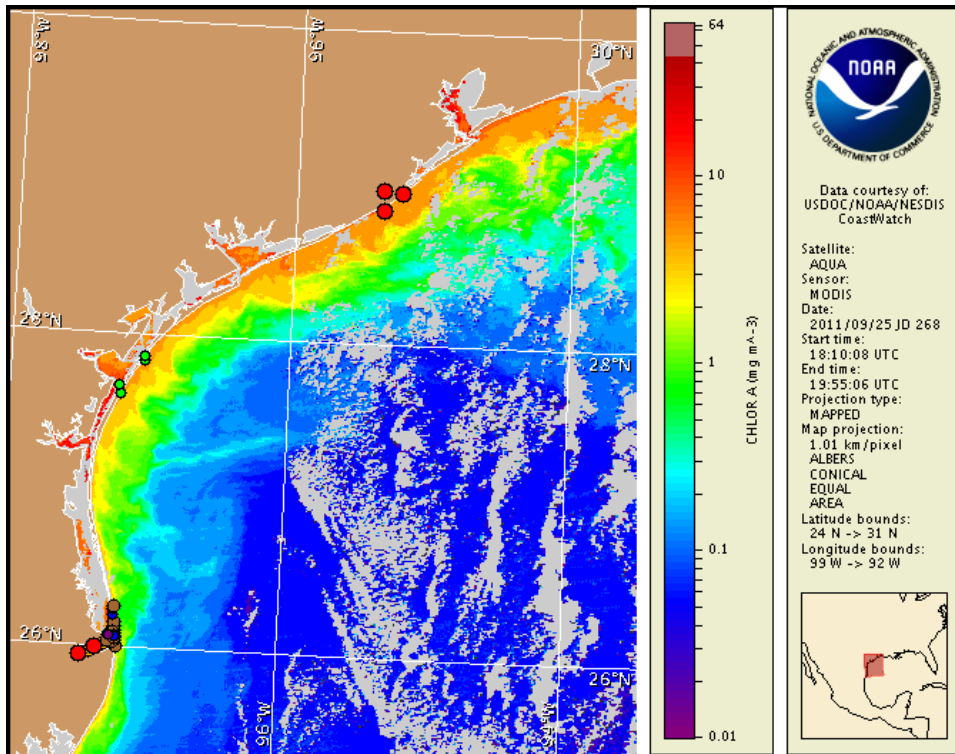 98°W
96°W
30°N
28°N
28°N
26°N
26°N
96°W
94°W
64
10
1
0.1
0.01
CHLOR A (mg m^-3)
NATIONAL OCEANIC AND ATMOSPHERIC ADMINISTRATION
NOAA
U.S. DEPARTMENT OF COMMERCE
Data courtesy of:
USDOC/NOAA/NESDIS
CoastWatch
Satellite:
AQUA
Sensor:
MODIS
Date:
2011/09/25 JD 268
Start time:
18:10:08 UTC
End time:
19:55:06 UTC
Projection type:
MAPPED
Map projection:
1.01 km/pixel
ALBERS
CONICAL
EQUAL
AREA
Latitude bounds:
24 N -> 31 N
Longitude bounds:
99 W -> 92 W